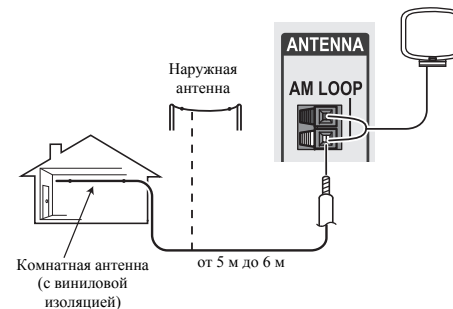 ANTENNA
AM LOOP
Наружная
антенна
от 5 м до 6 м
Комнатная антенна
(с виниловой
изоляцией)